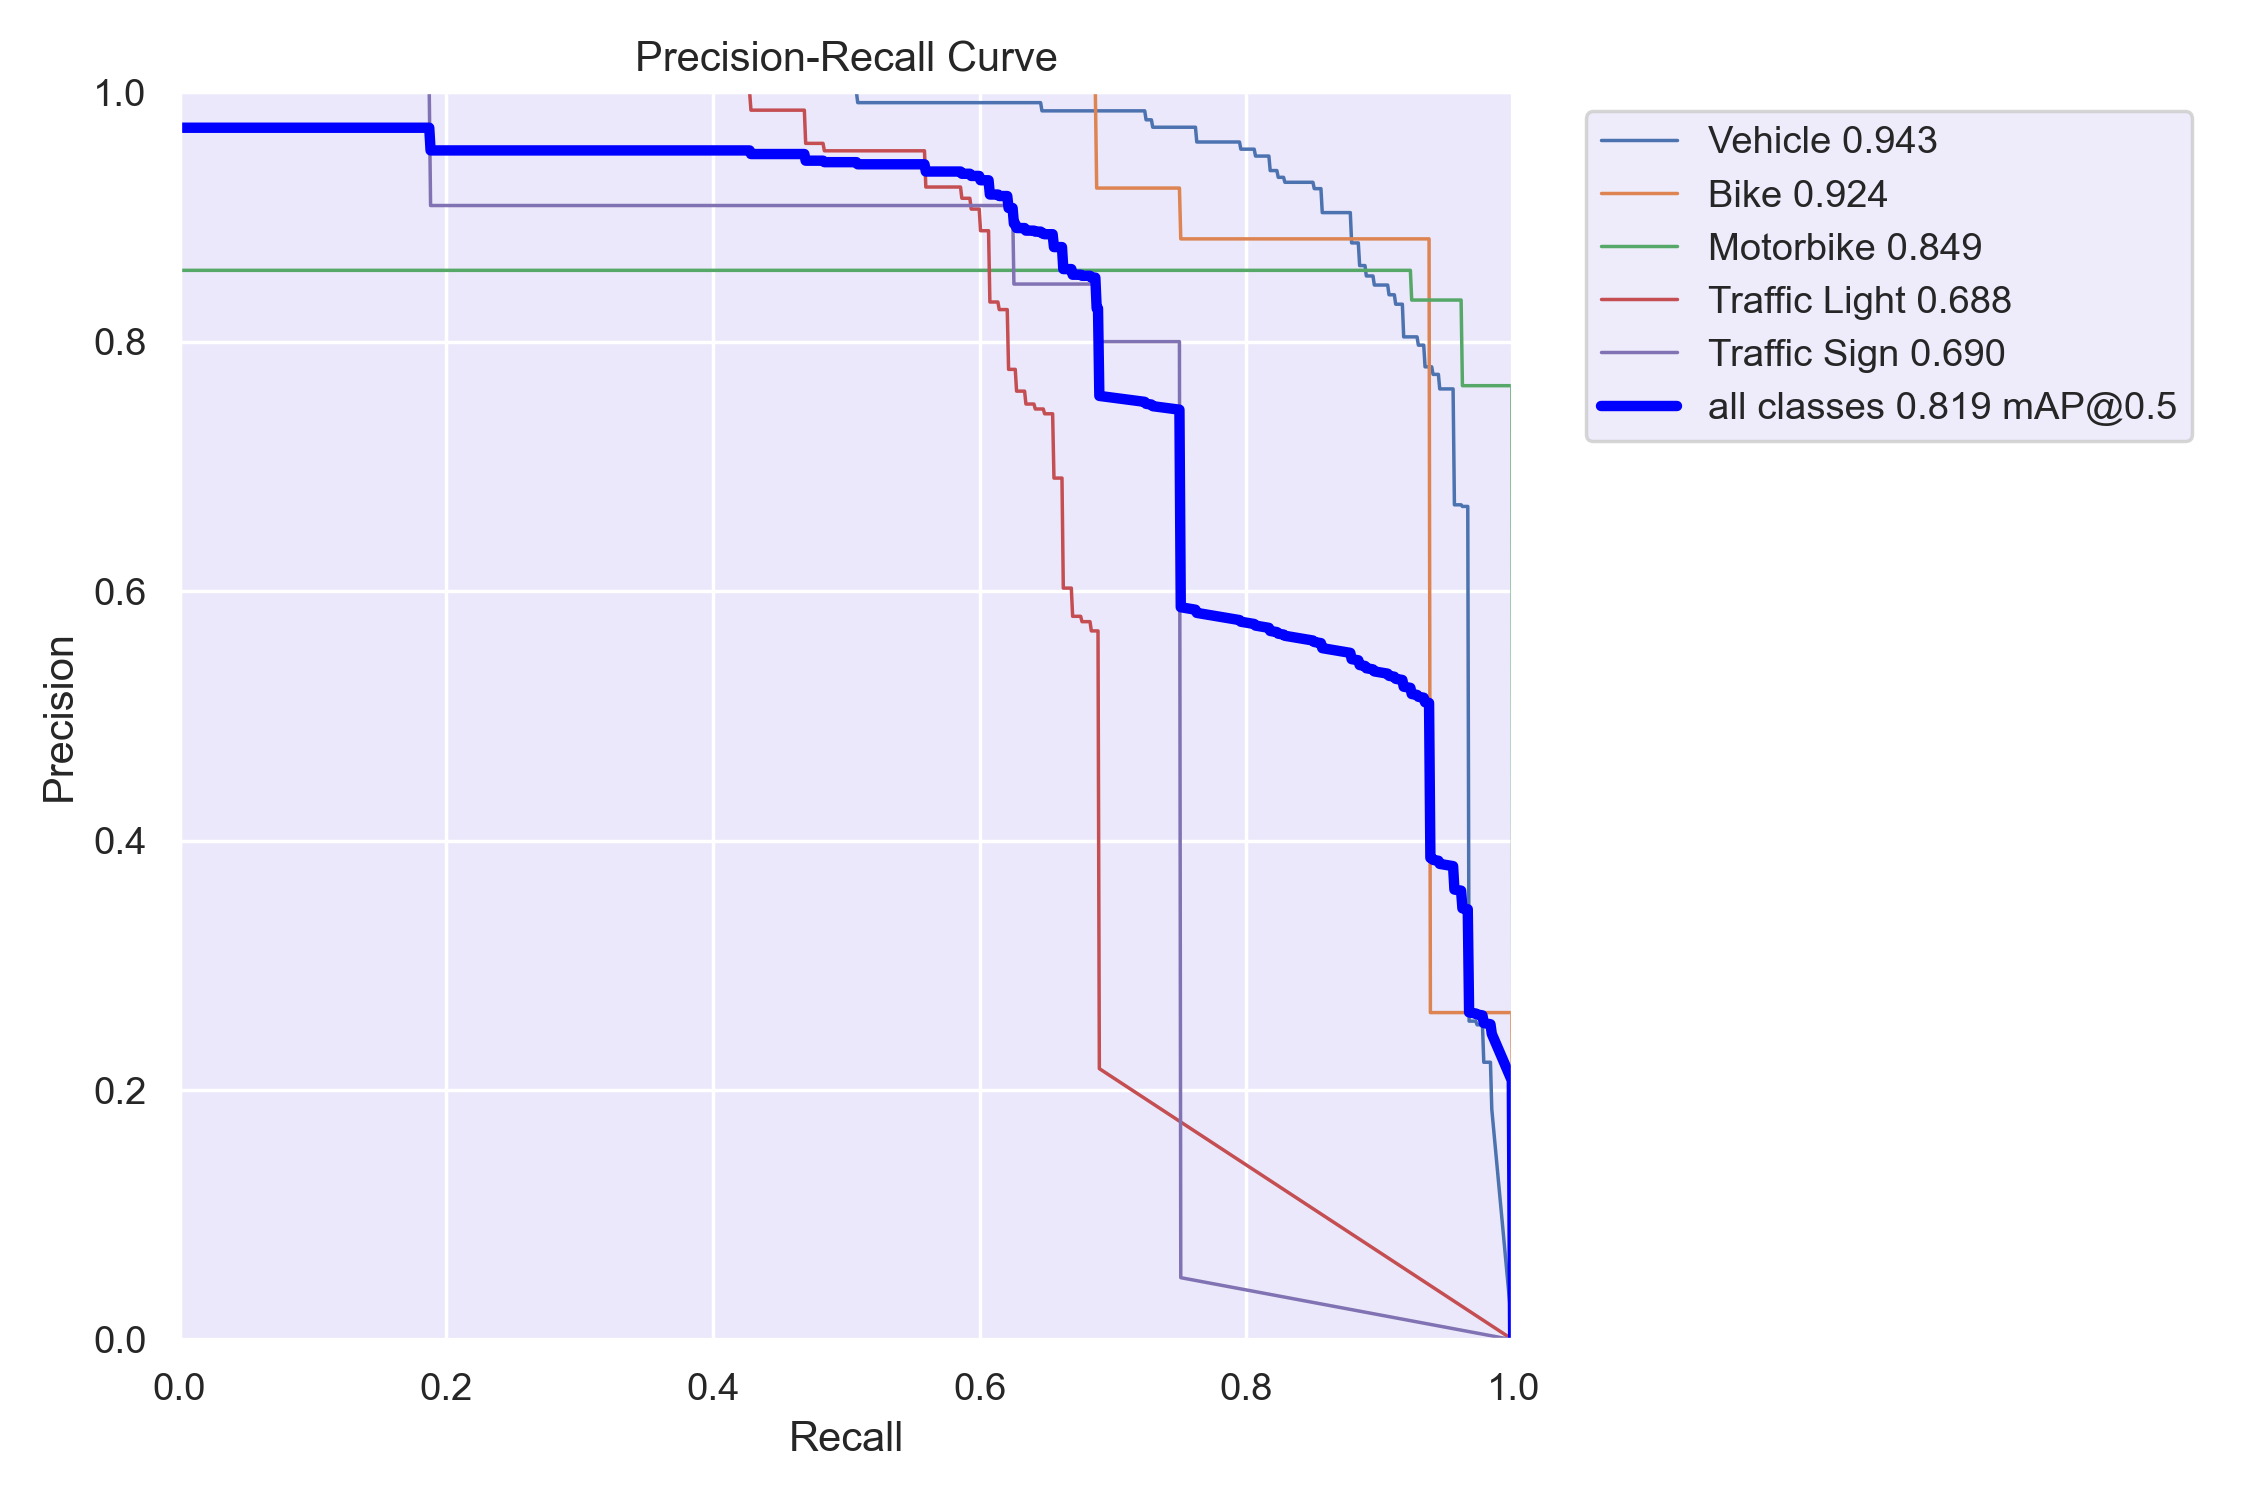 Precision-Recall Curve
1.0
0.8
0.6
0.4
0.2
0.0
Precision
0.0 0.2 0.4 0.6 0.8 1.0
Recall
Vehicle 0.943
Bike 0.924
Motorbike 0.849
Traffic Light 0.688
Traffic Sign 0.690
all classes 0.819 mAP@0.5